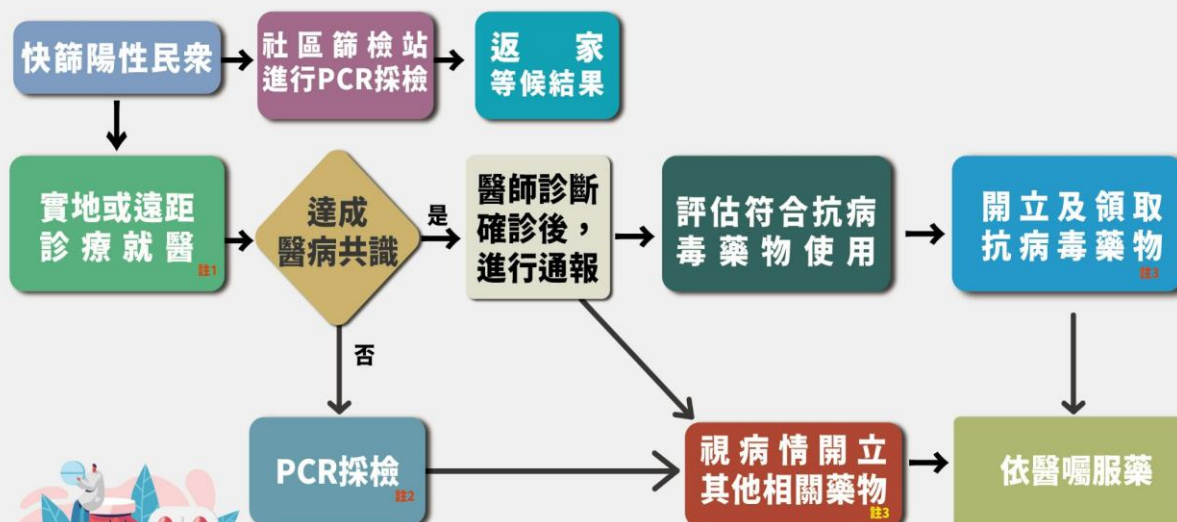 快篩陽性民衆
社區篩檢站
進行PCR採檢
返家
等候結果
實地或遠距
診療就醫
註1
達成
醫病共識
是
醫師診斷
確診後，
進行通報
評估符合抗病
毒藥物使用
開立及領取
抗病毒藥物
註3
否
PCR採檢
註2
視病情開立
其他相關藥物
註3
依醫囑服藥